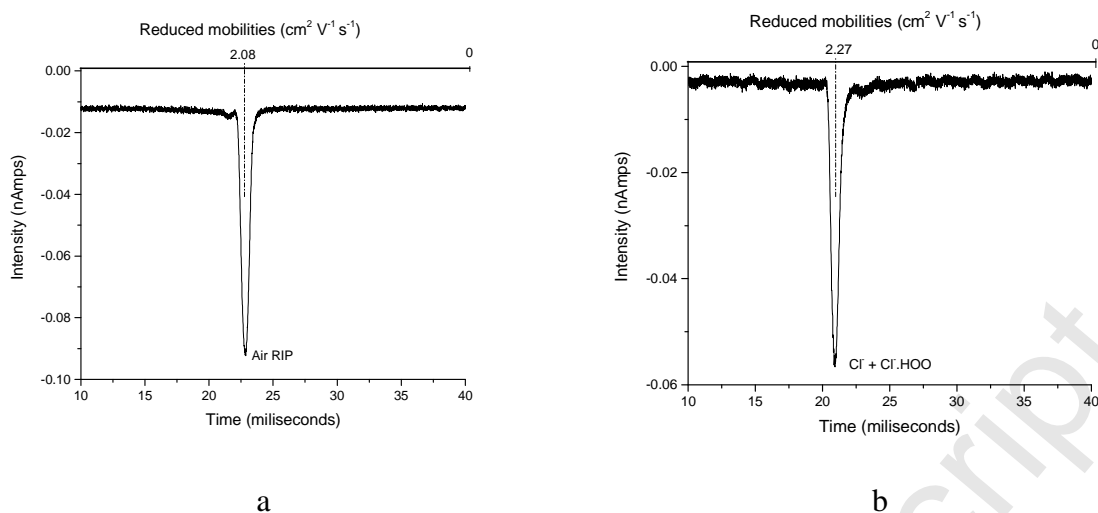 Reduced mobilities (cm² V⁻¹ s⁻¹)
2.08
0
0.00
-0.02
-0.04
-0.06
-0.08
-0.10
Intensity (nAmps)
Air RIP
10 15 20 25 30 35 40
Time (miliseconds)
a
Reduced mobilities (cm² V⁻¹ s⁻¹)
2.27
0
0.00
-0.02
-0.04
-0.06
Intensity (nAmps)
Cl⁻ + Cl⁻.HOO
10 15 20 25 30 35 40
Time (miliseconds)
b
cript